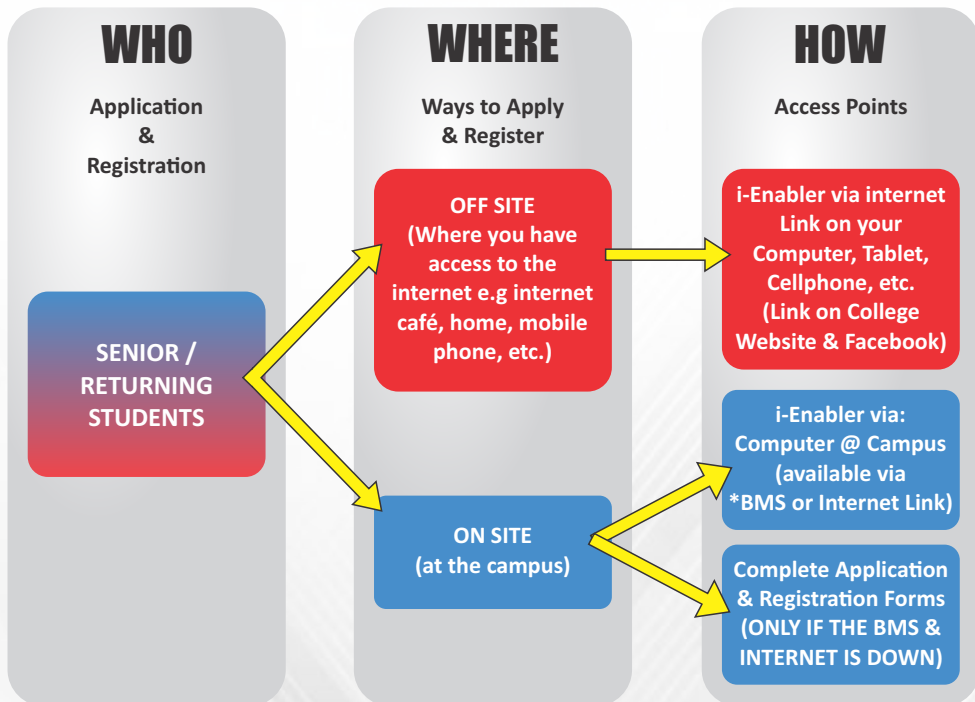 WHO
Application
&
Registration
SENIOR /
RETURNING
STUDENTS
WHERE
Ways to Apply
& Register
OFF SITE
(Where you have
access to the
internet e.g internet
café, home, mobile
phone, etc.)
ON SITE
(at the campus)
HOW
Access Points
i-Enabler via internet
Link on your
Computer, Tablet,
Cellphone, etc.
(Link on College
Website & Facebook)
i-Enabler via:
Computer @ Campus
(available via
*BMS or Internet Link)
Complete Application
& Registration Forms
(ONLY IF THE BMS &
INTERNET IS DOWN)